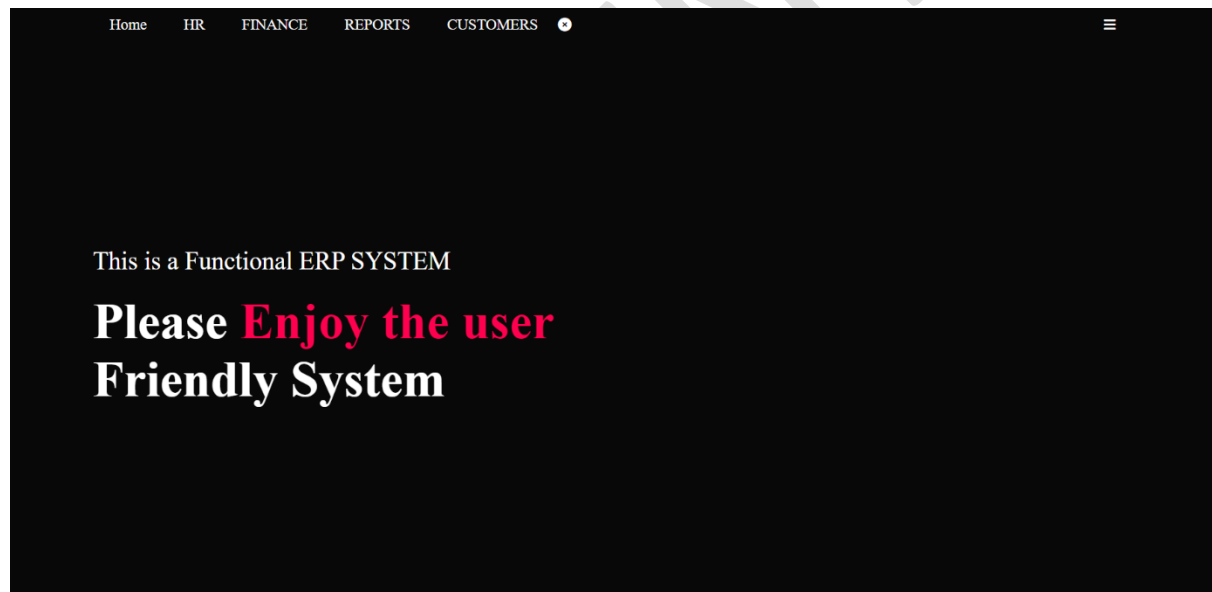 Home HR FINANCE REPORTS CUSTOMERS
This is a Functional ERP SYSTEM
Please Enjoy the user
Friendly System